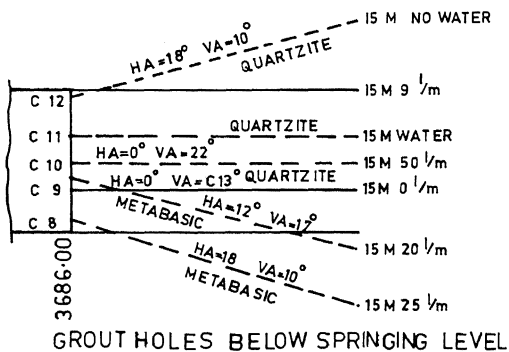 15 M NO WATER
HA=18° VA=10°
QUARTZITE
C 12
15 M 9 l/m
QUARTZITE
C 11
15 M WATER
HA=0° VA=22°
C 10
15 M 50 l/m
HA=0° VA=C13° QUARTZITE
C 9
15 M 0 l/m
METABASIC
HA=12° VA=17°
C 8
15 M 20 l/m
HA=18 VA=10°
METABASIC
15 M 25 l/m
3686·00
GROUT HOLES BELOW SPRINGING LEVEL